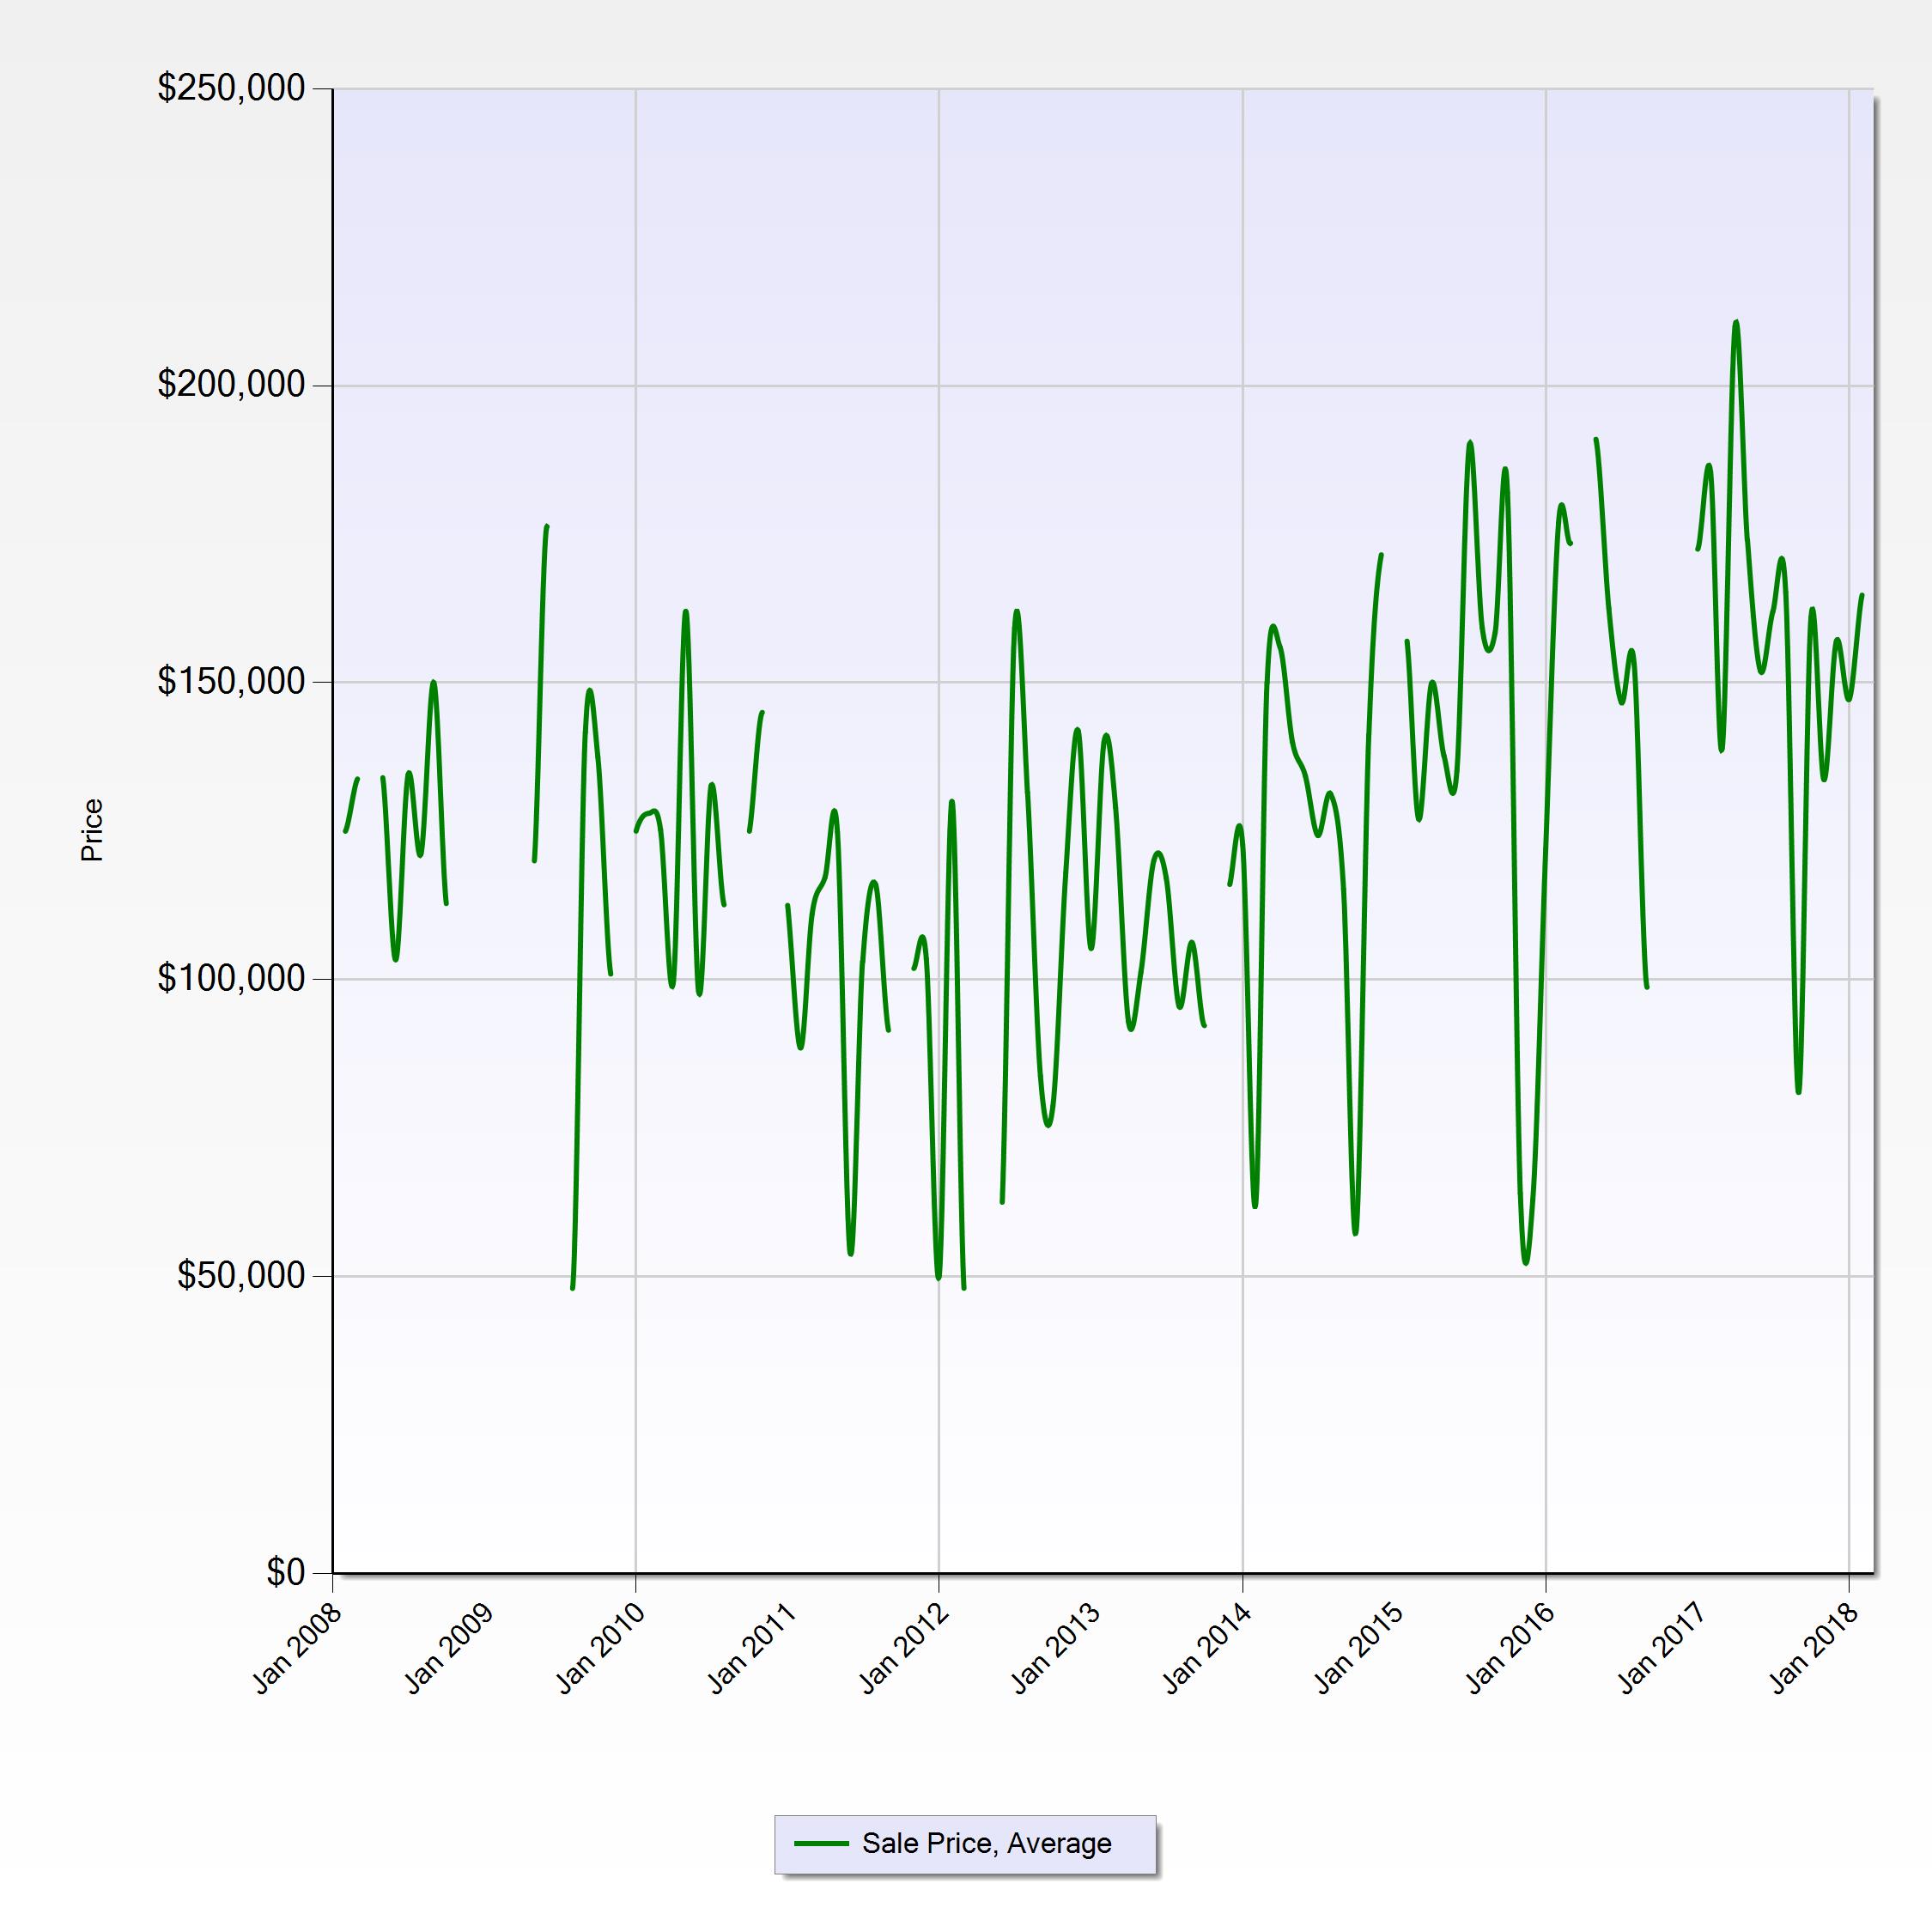 $250,000
$200,000
$150,000
$100,000
$50,000
$0
Price
Jan 2008
Jan 2009
Jan 2010
Jan 2011
Jan 2012
Jan 2013
Jan 2014
Jan 2015
Jan 2016
Jan 2017
Jan 2018
Sale Price, Average